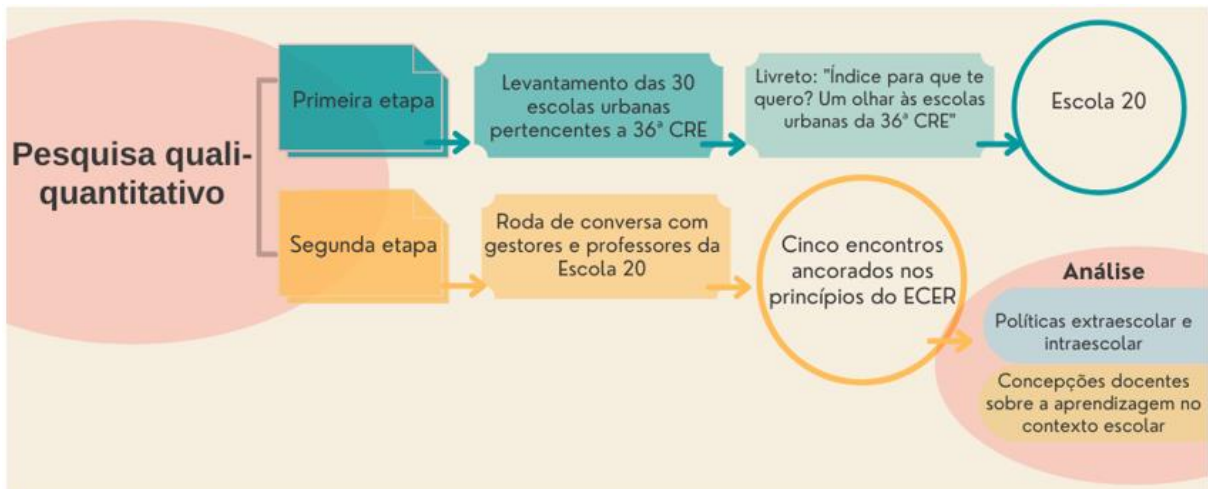 Pesquisa quali-
quantitativo
Primeira etapa
Levantamento das 30
escolas urbanas
pertencentes a 36ª CRE
Livreto: "Índice para que te
quero? Um olhar às escolas
urbanas da 36ª CRE"
Escola 20
Segunda etapa
Roda de conversa com
gestores e professores da
Escola 20
Cinco encontros
ancorados nos
princípios do ECER
Análise
Políticas extraescolar e
intraescolar
Concepções docentes
sobre a aprendizagem no
contexto escolar